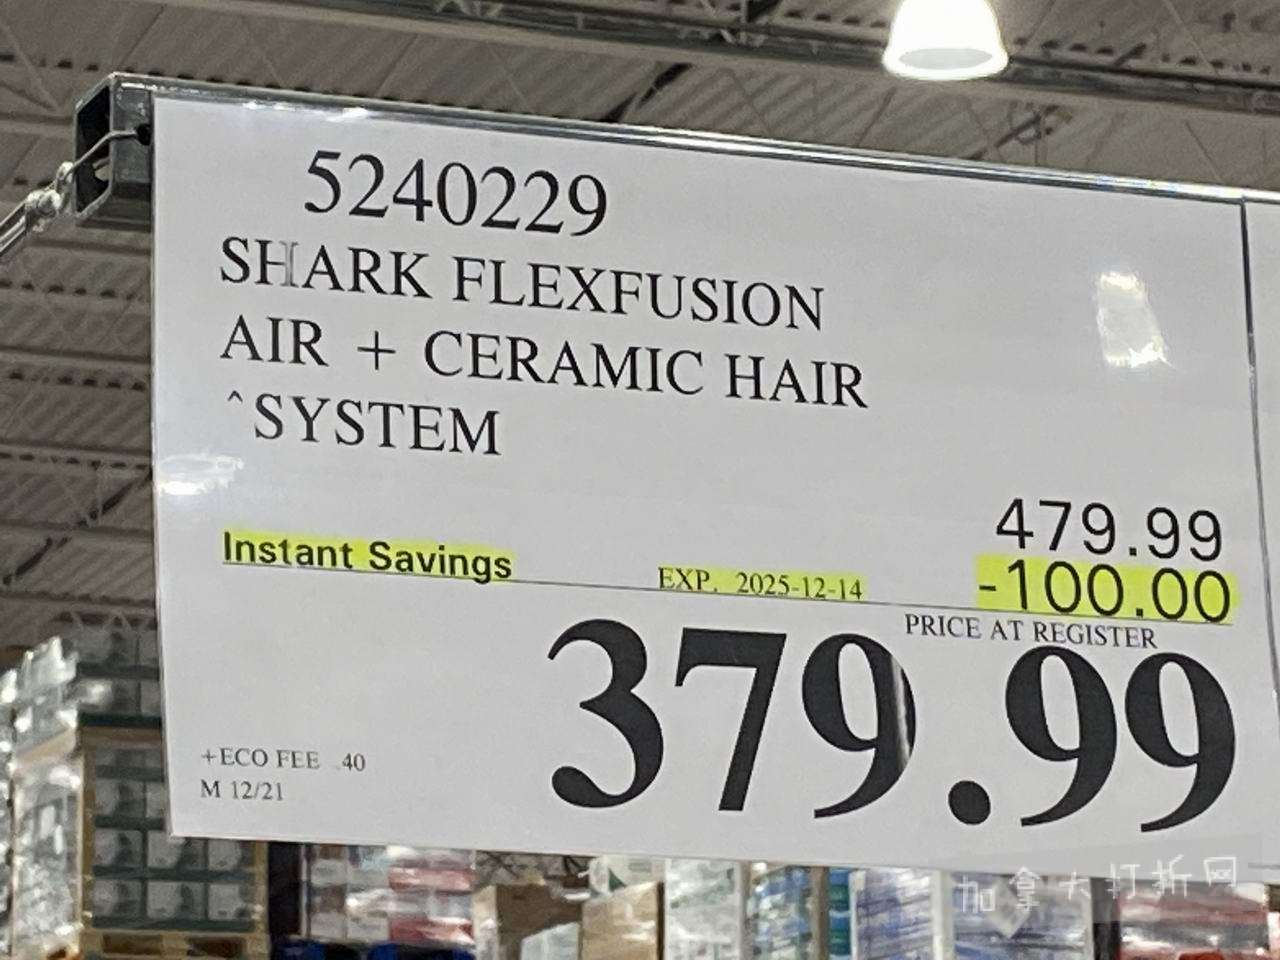 5240229
SHARK FLEXFUSION
AIR + CERAMIC HAIR
^SYSTEM
479.99
Instant Savings EXP. 2025-12-14 -100.00
PRICE AT REGISTER
379.99
+ECO FEE .40
M 12/21
加拿大打折网